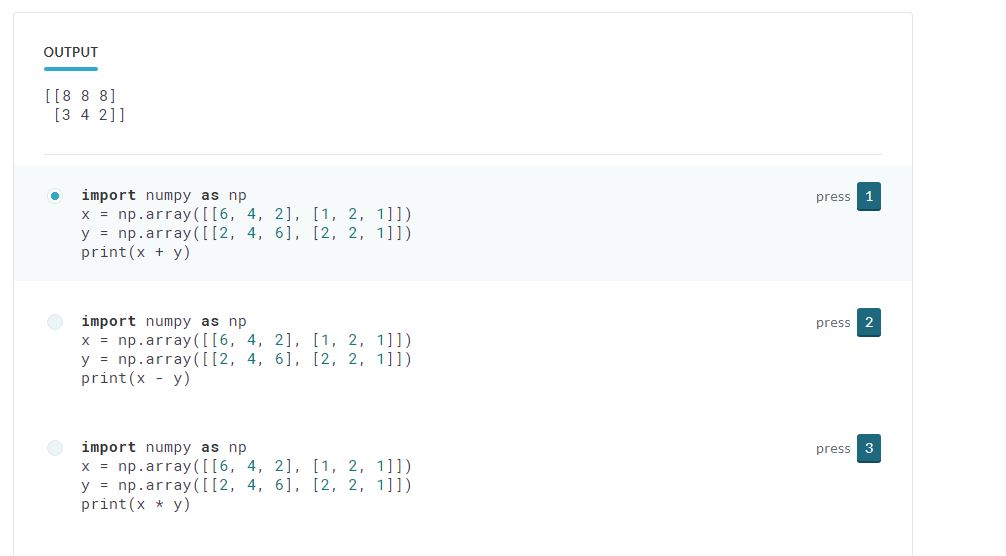 OUTPUT
[[8 8 8]
 [3 4 2]]
import numpy as np
press 1
x = np.array([[6, 4, 2], [1, 2, 1]])
y = np.array([[2, 4, 6], [2, 2, 1]])
print(x + y)
import numpy as np
press 2
x = np.array([[6, 4, 2], [1, 2, 1]])
y = np.array([[2, 4, 6], [2, 2, 1]])
print(x - y)
import numpy as np
press 3
x = np.array([[6, 4, 2], [1, 2, 1]])
y = np.array([[2, 4, 6], [2, 2, 1]])
print(x * y)